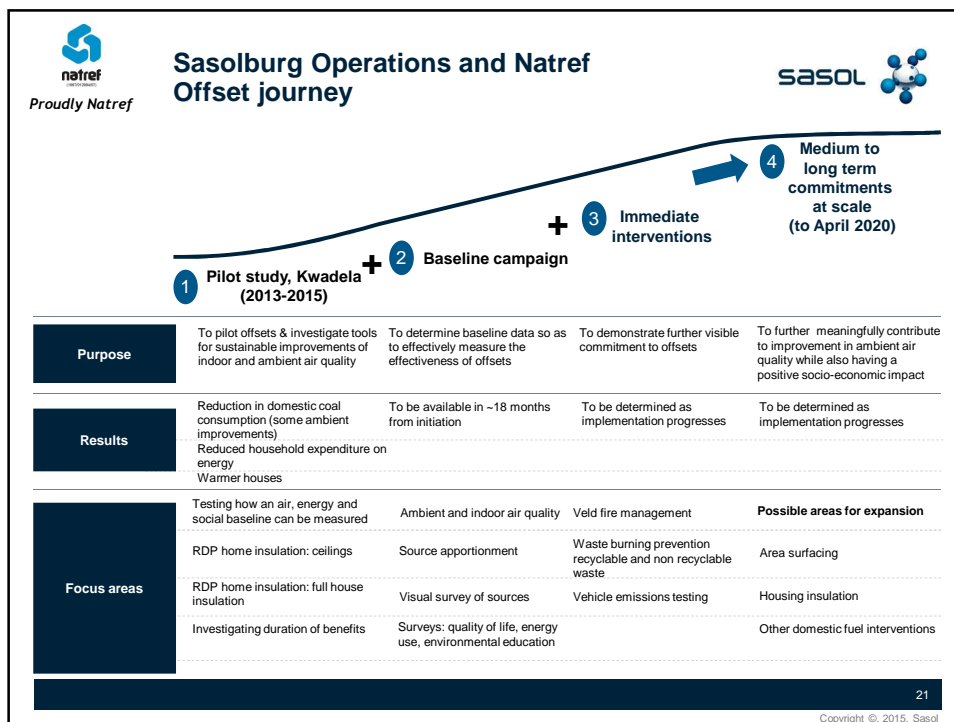 natref
Proudly Natref
Sasolburg Operations and Natref
Offset journey
sasol
1
Pilot study, Kwadela
(2013-2015)
+
2
Baseline campaign
+
3
Immediate
interventions
4
Medium to
long term
commitments
at scale
(to April 2020)
Purpose
To pilot offsets & investigate tools
for sustainable improvements of
indoor and ambient air quality
To determine baseline data so as
to effectively measure the
effectiveness of offsets
To demonstrate further visible
commitment to offsets
To further meaningfully contribute
to improvement in ambient air
quality while also having a
positive socio-economic impact
Results
Reduction in domestic coal
consumption (some ambient
improvements)
To be available in ~18 months
from initiation
To be determined as
implementation progresses
To be determined as
implementation progresses
Reduced household expenditure on
energy
Warmer houses
Focus areas
Testing how an air, energy and
social baseline can be measured
Ambient and indoor air quality
Veld fire management
Possible areas for expansion
RDP home insulation: ceilings
Source apportionment
Waste burning prevention
recyclable and non recyclable
waste
Area surfacing
RDP home insulation: full house
insulation
Visual survey of sources
Vehicle emissions testing
Housing insulation
Investigating duration of benefits
Surveys: quality of life, energy
use, environmental education
Other domestic fuel interventions
21
Copyright ©, 2015, Sasol